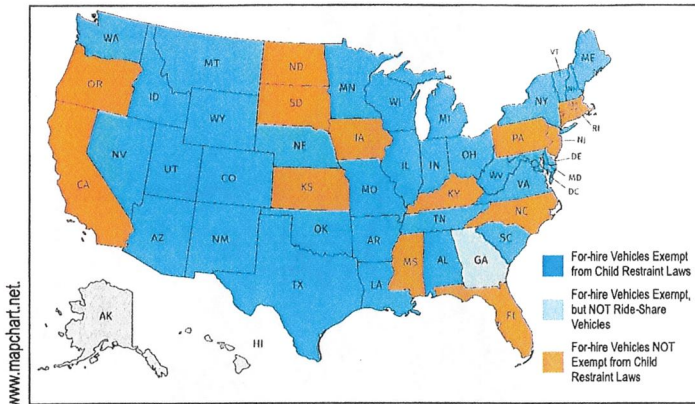 WA
MT
ND
MN
OR
ID
SD
WI
WY
MI
VT
ME
NY
IA
NE
PA
RI
NJ
NV
UT
CO
IL
IN
OH
WV
VA
DE
MD
DC
CA
KS
MO
KY
NC
TN
AZ
NM
OK
AR
SC
MS
AL
GA
TX
LA
FL
AK
HI
For-hire Vehicles Exempt
from Child Restraint Laws
For-hire Vehicles Exempt,
but NOT Ride-Share
Vehicles
For-hire Vehicles NOT
Exempt from Child
Restraint Laws
www.mapchart.net.